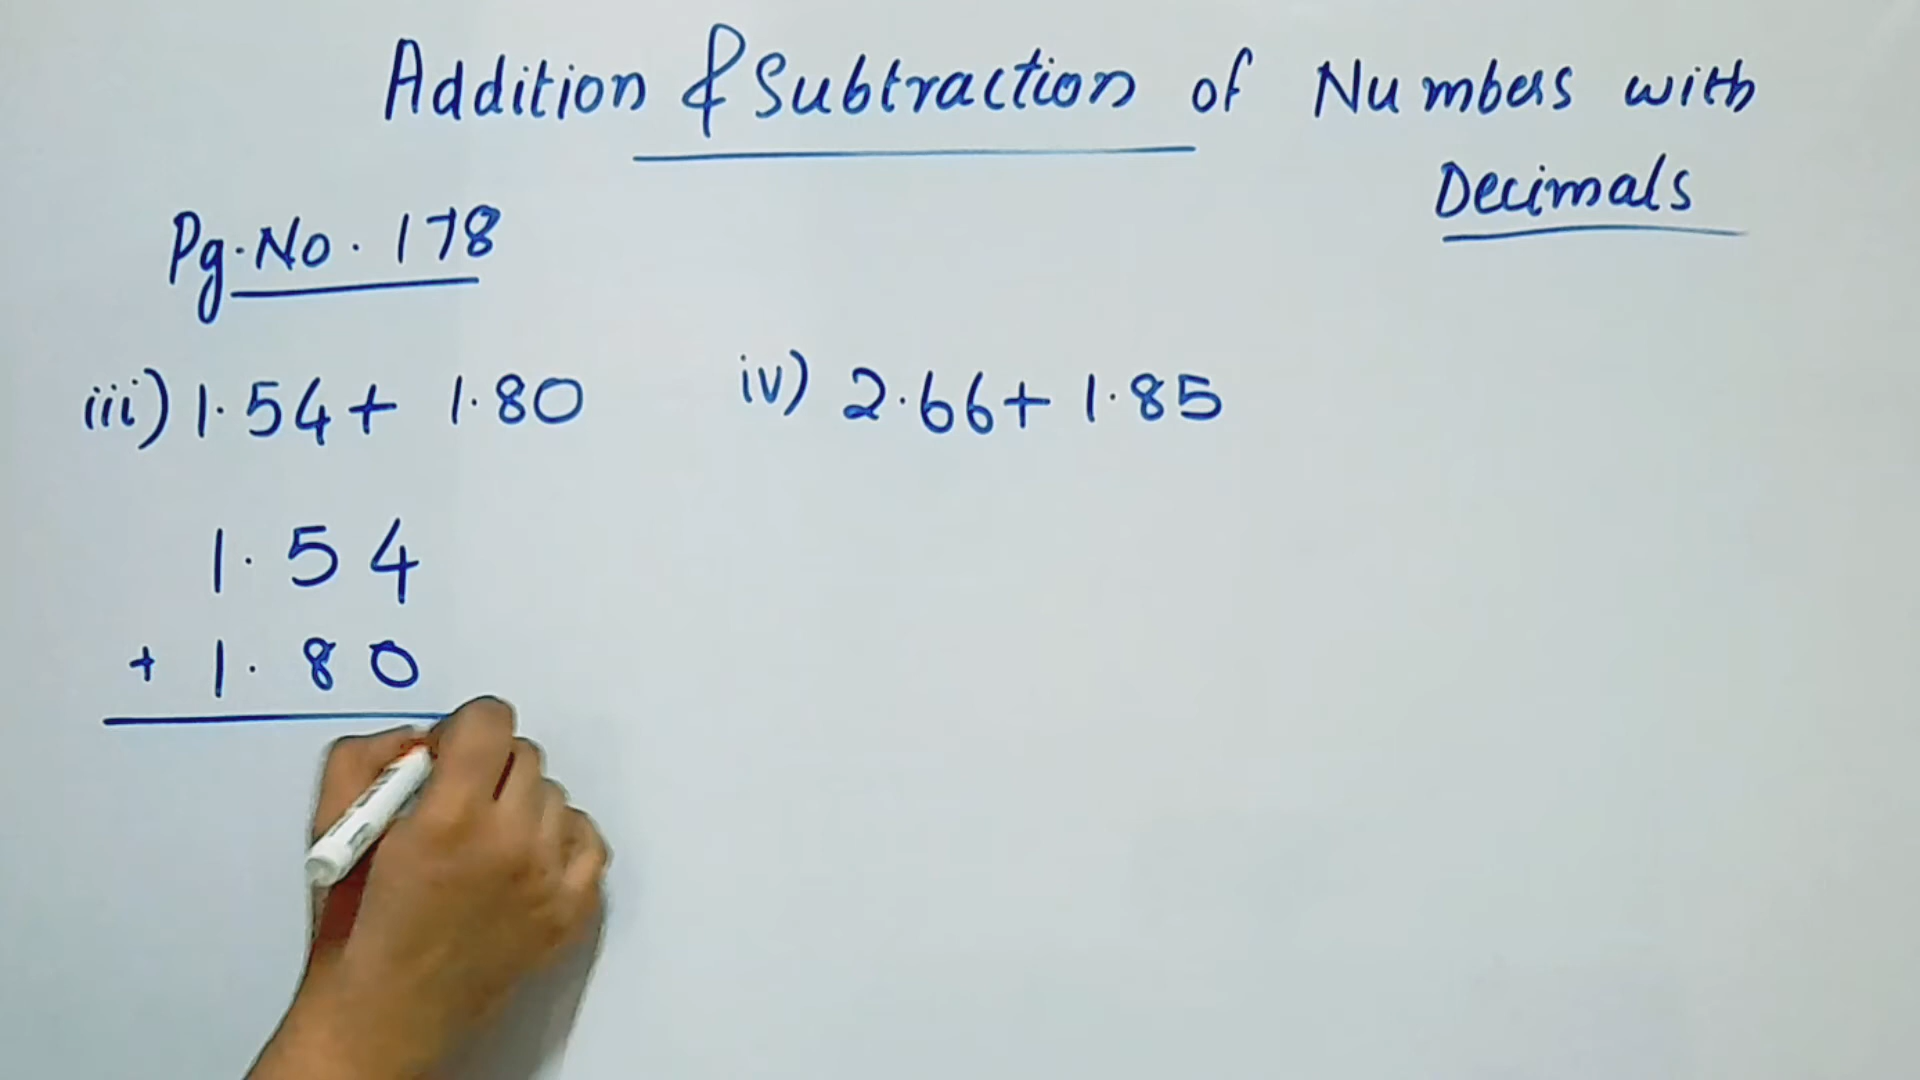 Addition & Subtraction of Numbers with
Decimals
Pg.No. 178
iii) 1.54 + 1.80
iv) 2.66 + 1.85
1.54
+ 1.80